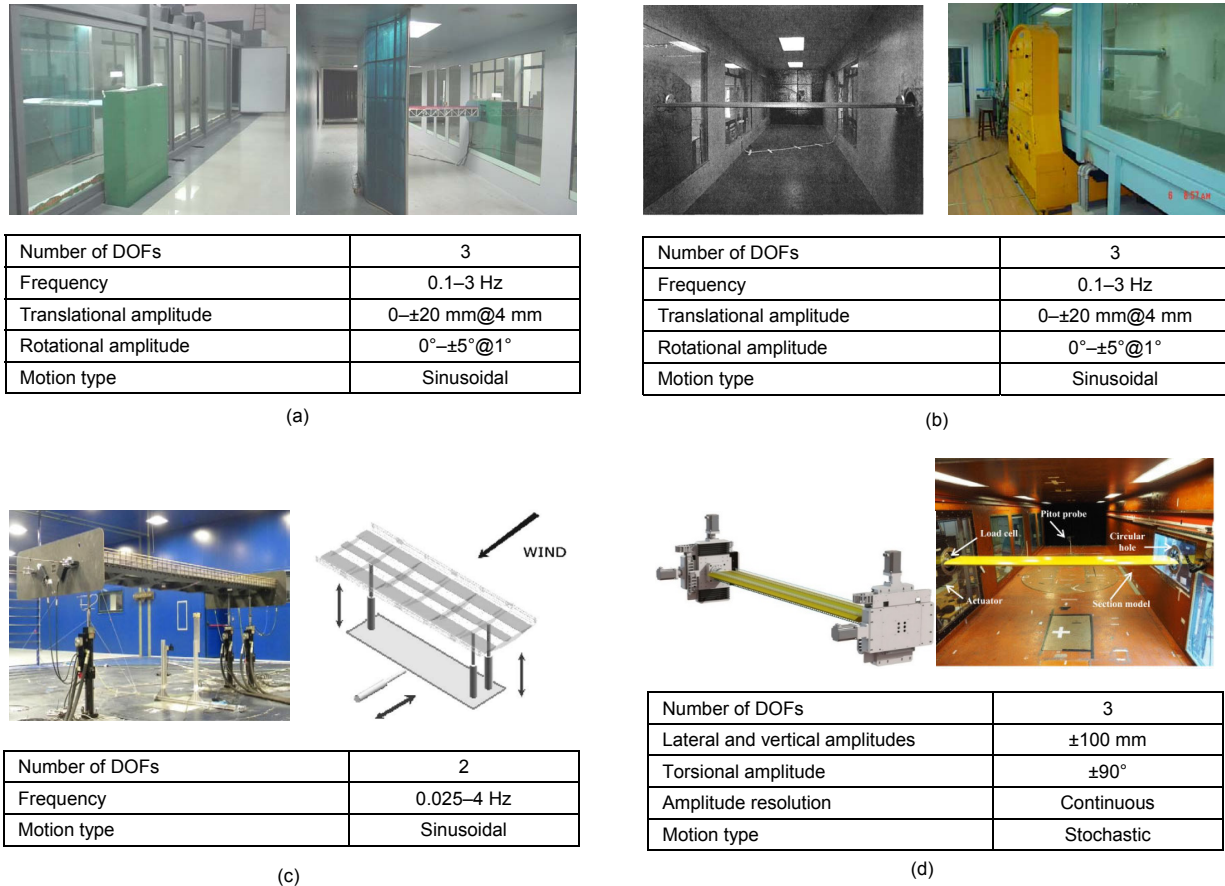 6 8:57 AM
Number of DOFs 3
Frequency 0.1–3 Hz
Translational amplitude 0–±20 mm@4 mm
Rotational amplitude 0°–±5°@1°
Motion type Sinusoidal
(a)
Number of DOFs 3
Frequency 0.1–3 Hz
Translational amplitude 0–±20 mm@4 mm
Rotational amplitude 0°–±5°@1°
Motion type Sinusoidal
(b)
WIND
Number of DOFs 2
Frequency 0.025–4 Hz
Motion type Sinusoidal
(c)
Pitot probe
Load cell
Circular
hole
Actuator
Section model
Number of DOFs 3
Lateral and vertical amplitudes ±100 mm
Torsional amplitude ±90°
Amplitude resolution Continuous
Motion type Stochastic
(d)